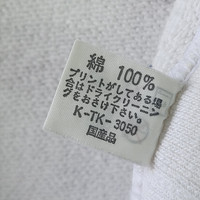 綿 100%
プリントがしてある場
合はドライクリーニン
グをおさけ下さい。
K-TK-3050
国産品